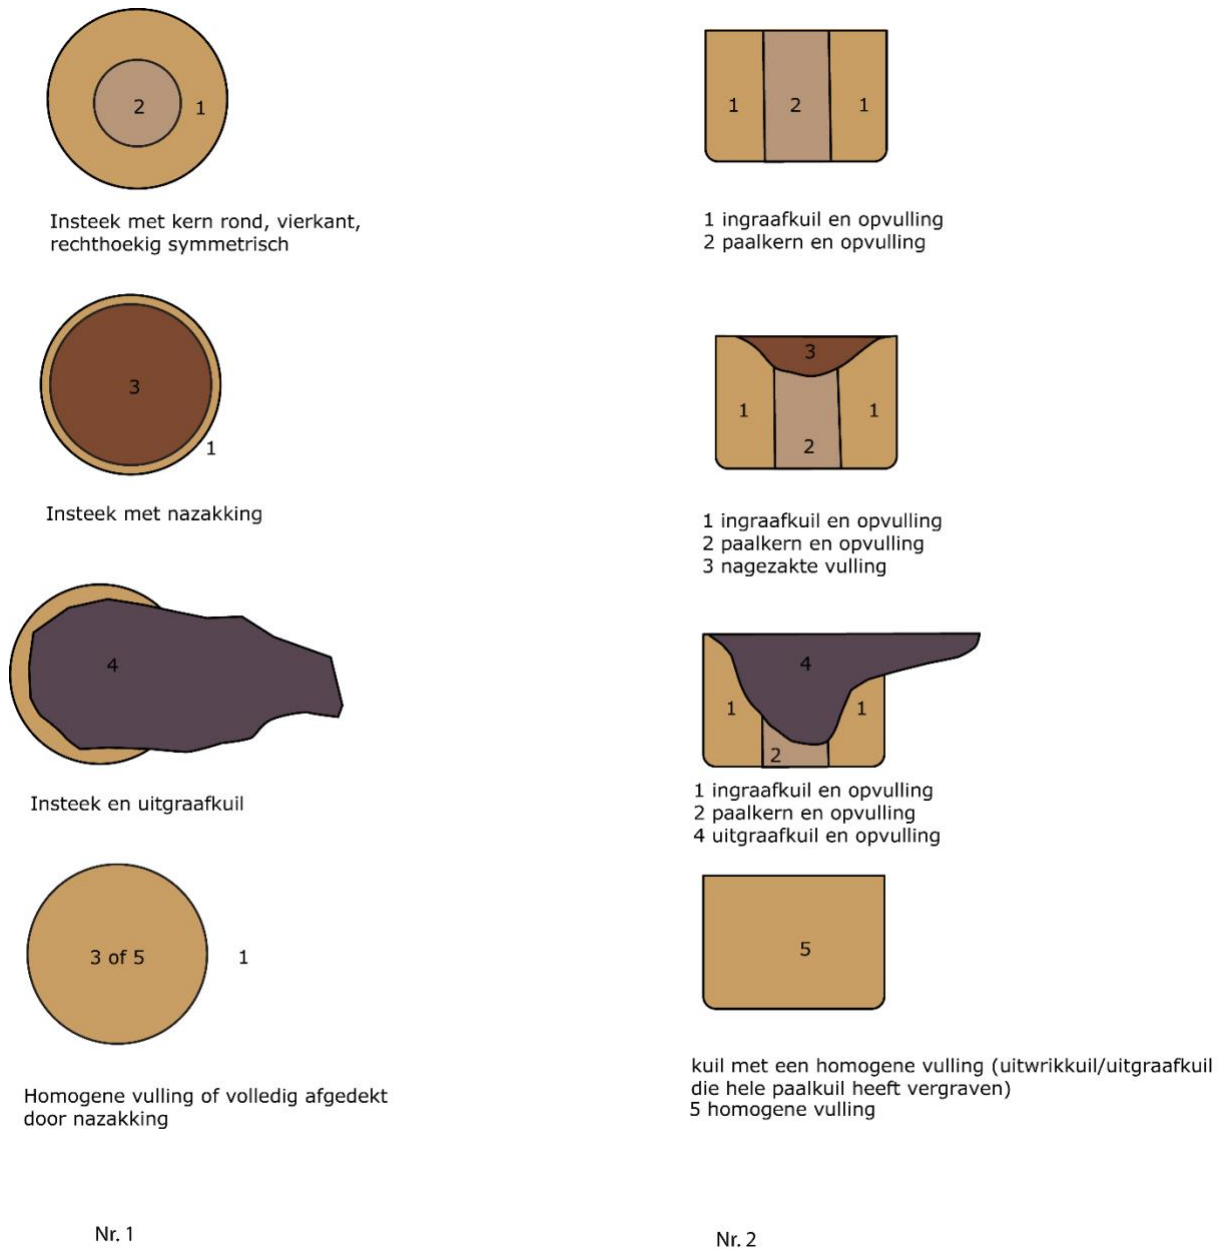 2
1
1
2
1
Insteek met kern rond, vierkant,
rechthoekig symmetrisch
1 ingraafkuil en opvulling
2 paalkern en opvulling
3
1
3
1
1
2
Insteek met nazakking
1 ingraafkuil en opvulling
2 paalkern en opvulling
3 nagezakte vulling
4
4
1
1
2
Insteek en uitgraafkuil
1 ingraafkuil en opvulling
2 paalkern en opvulling
4 uitgraafkuil en opvulling
3 of 5
1
5
Homogene vulling of volledig afgedekt
door nazakking
kuil met een homogene vulling (uitwrikkuil/uitgraafkuil
die hele paalkuil heeft vergraven)
5 homogene vulling
Nr. 1
Nr. 2